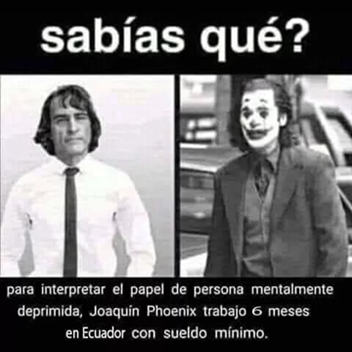 sabías qué?
para interpretar el papel de persona mentalmente
deprimida, Joaquín Phoenix trabajo 6 meses
en Ecuador con sueldo mínimo.